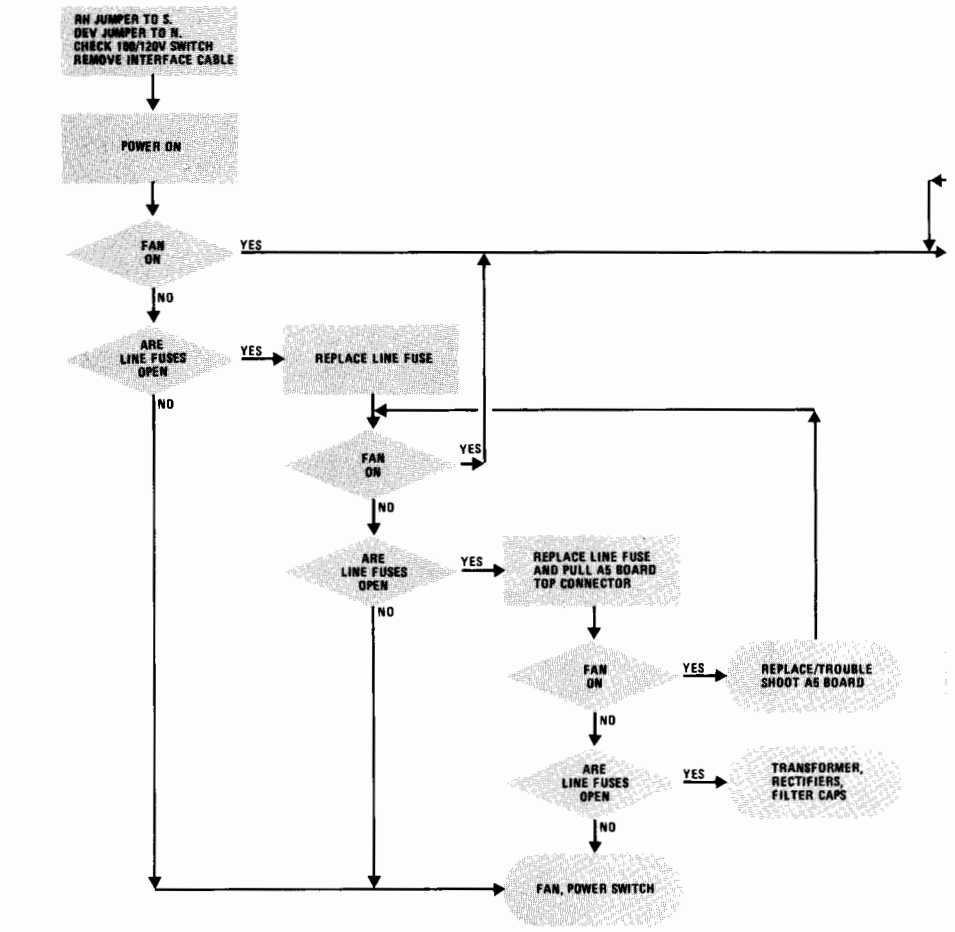 RH JUMPER TO S.
DEV JUMPER TO N.
CHECK 100/120V SWITCH
REMOVE INTERFACE CABLE
POWER ON
FAN
ON
YES
NO
ARE
LINE FUSES
OPEN
YES
NO
REPLACE LINE FUSE
FAN
ON
YES
NO
ARE
LINE FUSES
OPEN
YES
NO
REPLACE LINE FUSE
AND PULL A5 BOARD
TOP CONNECTOR
FAN
ON
YES
NO
REPLACE/TROUBLE
SHOOT A5 BOARD
ARE
LINE FUSES
OPEN
YES
NO
TRANSFORMER,
RECTIFIERS,
FILTER CAPS
FAN, POWER SWITCH